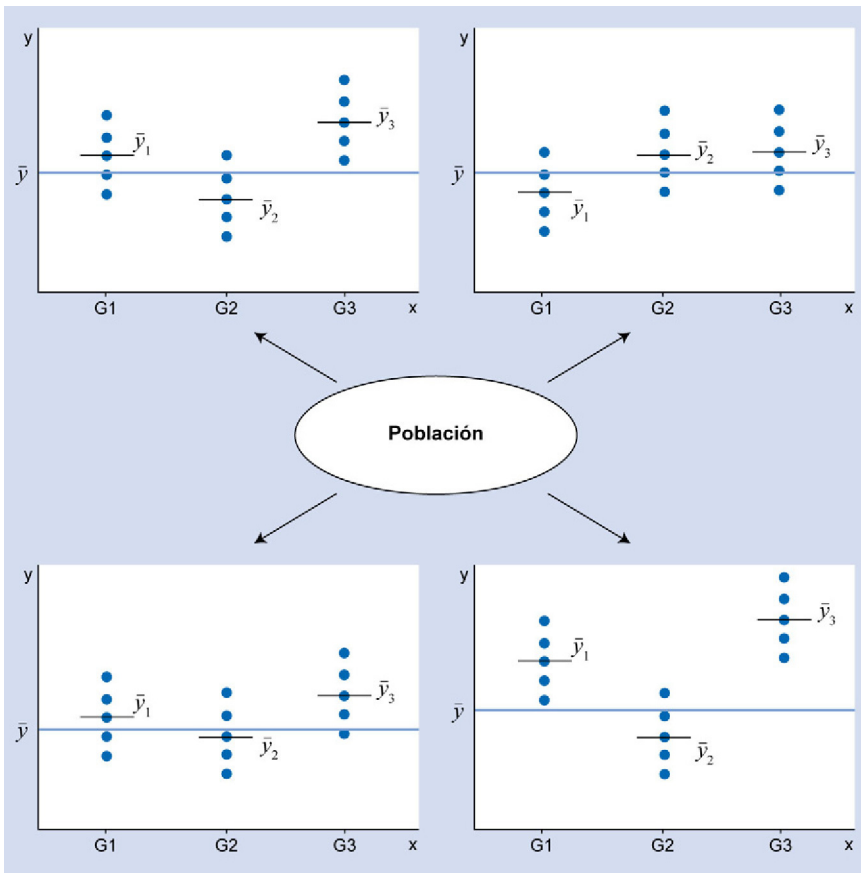 y
ȳ₁
ȳ₃
ȳ
ȳ₂
G1 G2 G3 x
y
ȳ₂
ȳ₃
ȳ
ȳ₁
G1 G2 G3 x
Población
y
ȳ₁
ȳ₃
ȳ
ȳ₂
G1 G2 G3 x
y
ȳ₃
ȳ₁
ȳ
ȳ₂
G1 G2 G3 x